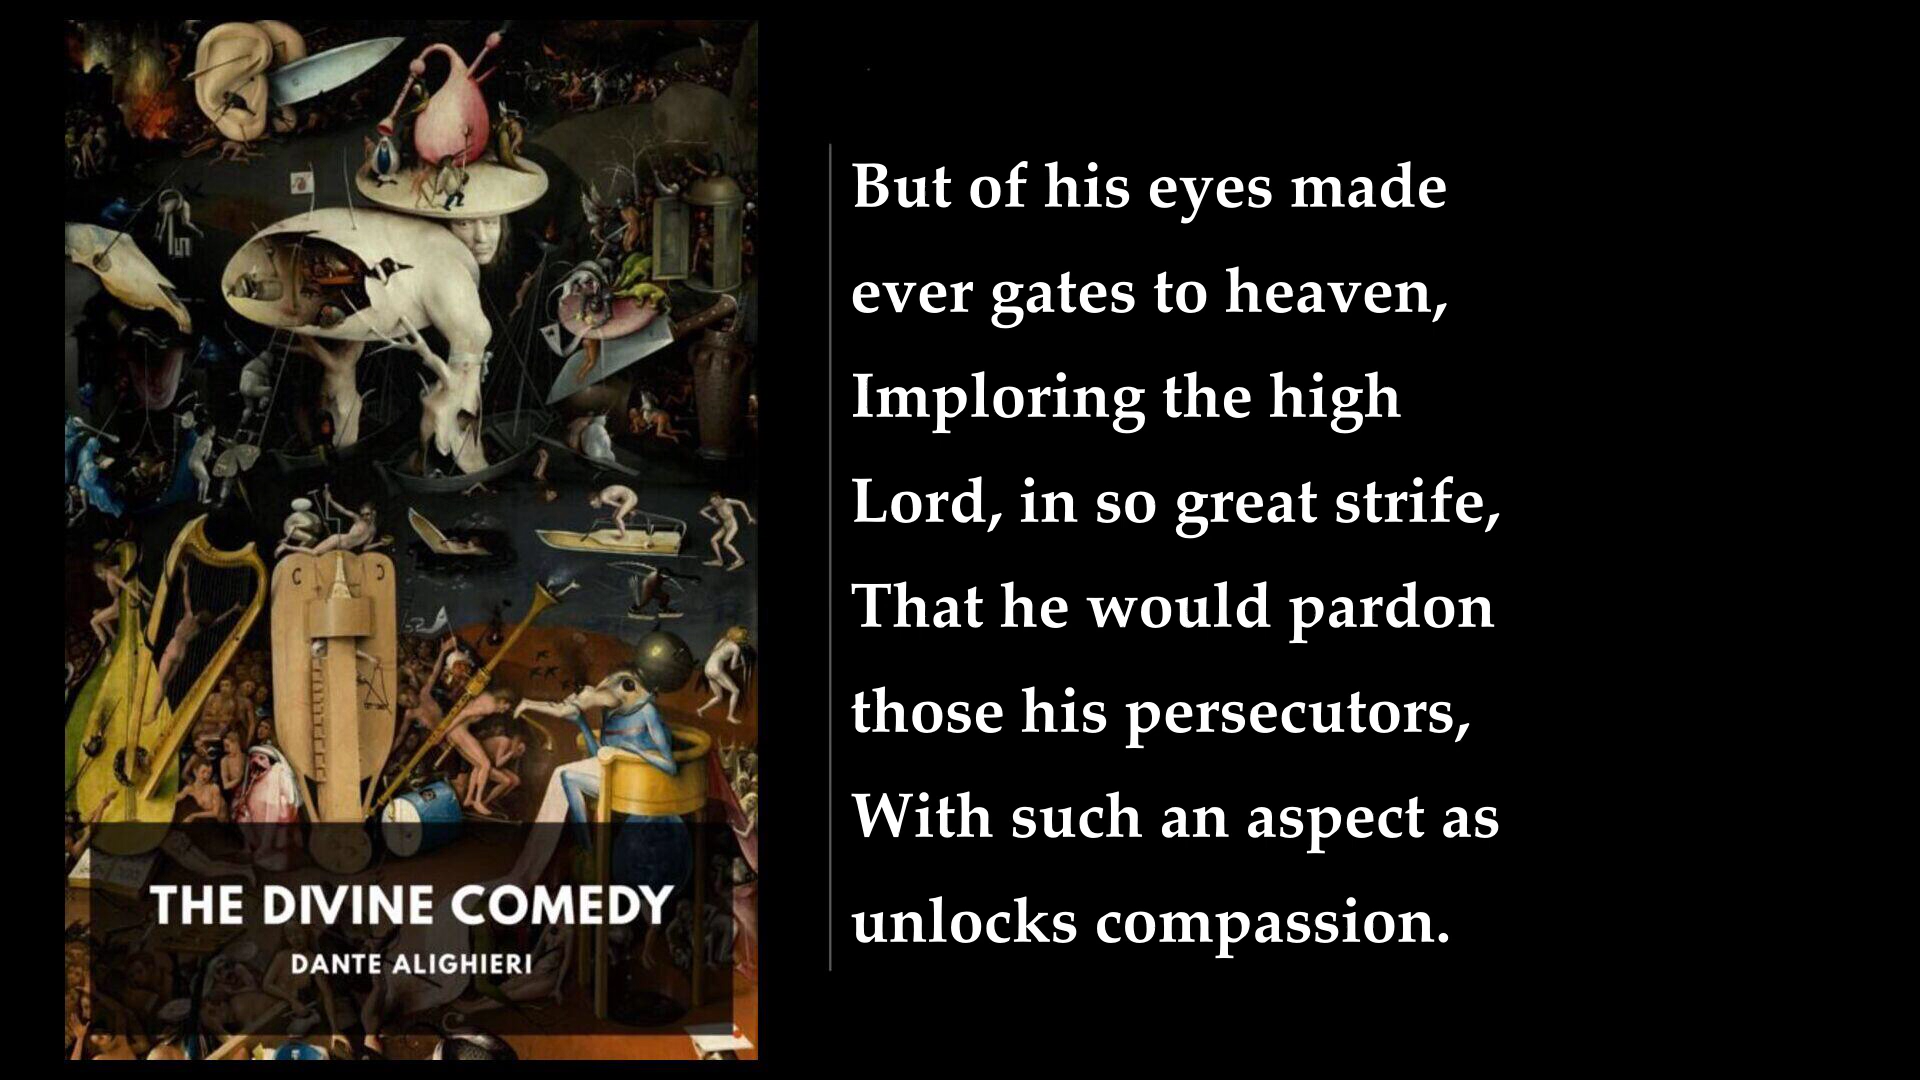 THE DIVINE COMEDY
DANTE ALIGHIERI
But of his eyes made
ever gates to heaven,
Imploring the high
Lord, in so great strife,
That he would pardon
those his persecutors,
With such an aspect as
unlocks compassion.